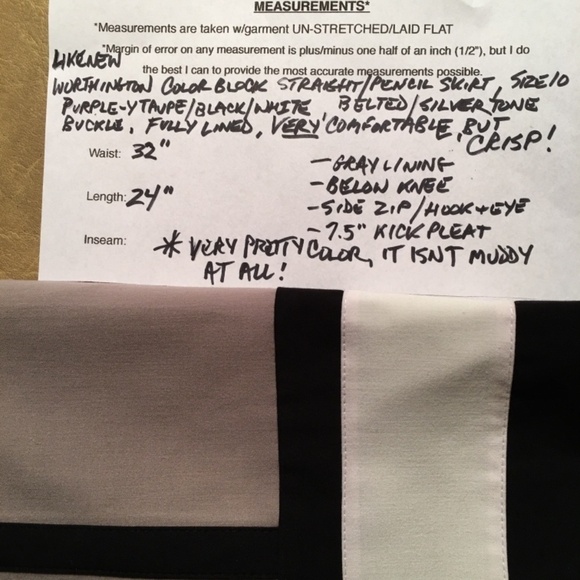 MEASUREMENTS*
*Measurements are taken w/garment UN-STRETCHED/LAID FLAT
*Margin of error on any measurement is plus/minus one half of an inch (1/2"), but I do
LIKE NEW the best I can to provide the most accurate measurements possible.
WORTHINGTON COLOR BLOCK STRAIGHT/PENCIL SKIRT, SIZE 10
PURPLE-Y TAUPE/BLACK/WHITE BELTED/SILVER TONE
BUCKLE, FULLY LINED, VERY COMFORTABLE, BUT
CRISP!
Waist: 32"
- GRAY LINING
- BELOW KNEE
Length: 24"
- SIDE ZIP/HOOK + EYE
- 7.5" KICK PLEAT
Inseam:
* VERY PRETTY COLOR, IT ISNT MUDDY
AT ALL!